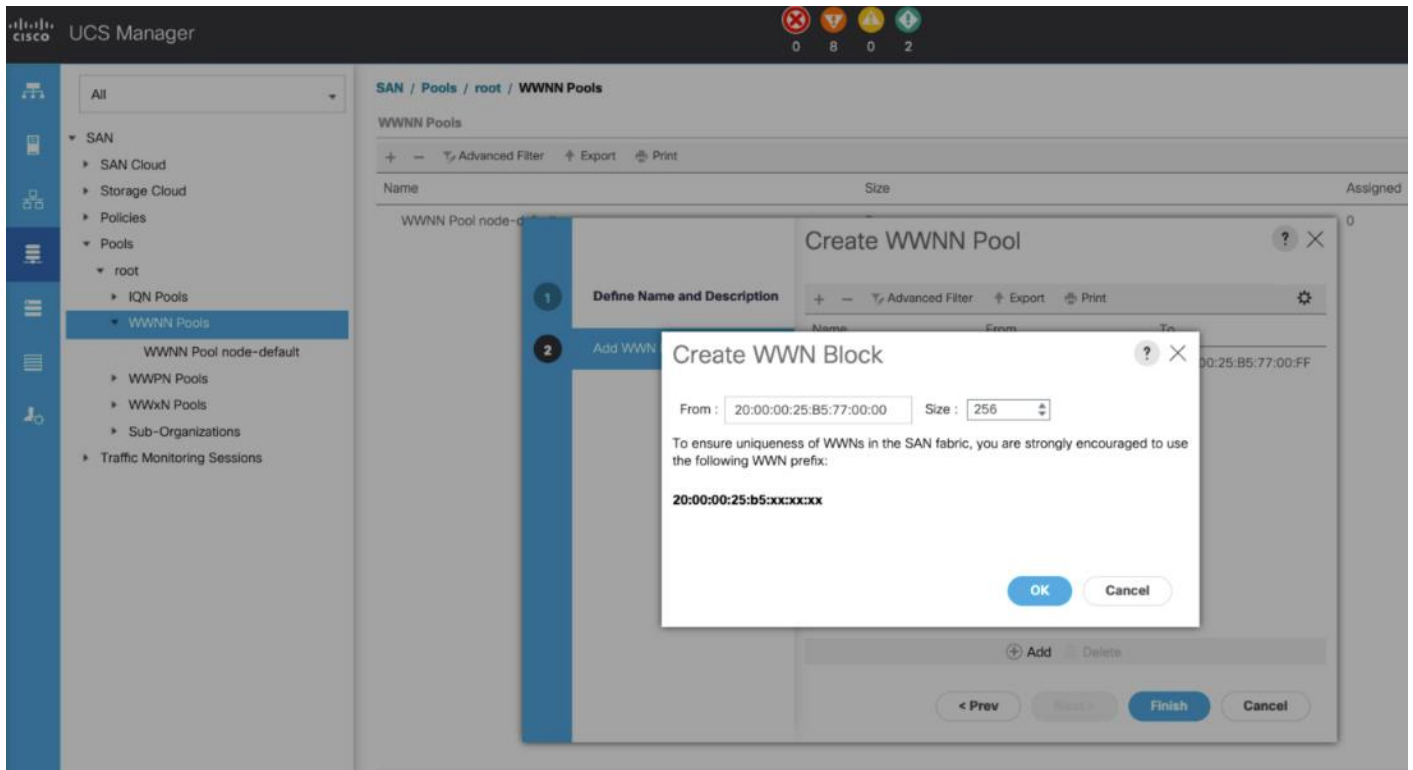 CISCO UCS Manager
0 8 0 2
All
SAN
SAN Cloud
Storage Cloud
Policies
Pools
root
IQN Pools
WWNN Pools
WWNN Pool node-default
WWPN Pools
WWxN Pools
Sub-Organizations
Traffic Monitoring Sessions
SAN / Pools / root / WWNN Pools
WWNN Pools
+ − Advanced Filter Export Print
Name Size Assigned
WWNN Pool node-d 0
1 Define Name and Description
2 Add WWN
Create WWNN Pool ? ×
+ − Advanced Filter Export Print
Name From To
00:25:B5:77:00:FF
Create WWN Block ? ×
From : 20:00:00:25:B5:77:00:00 Size : 256
To ensure uniqueness of WWNs in the SAN fabric, you are strongly encouraged to use
the following WWN prefix:
20:00:00:25:b5:xx:xx:xx
OK Cancel
Add Delete
< Prev Next > Finish Cancel